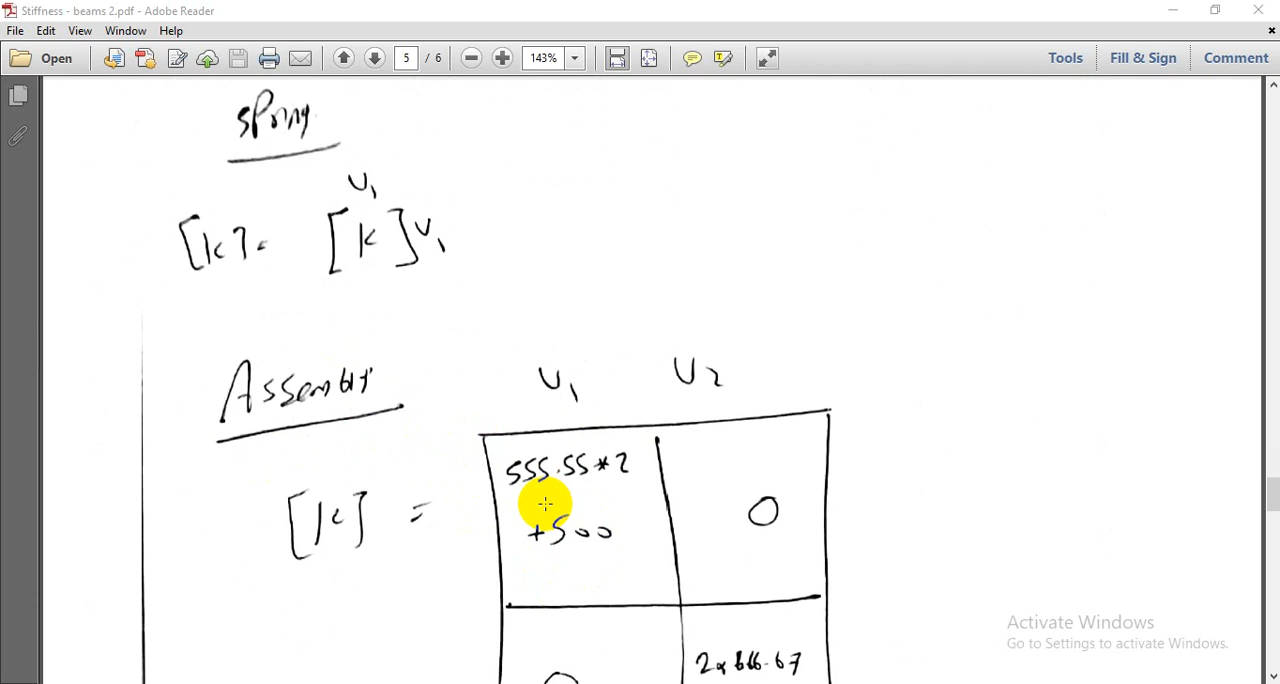 Stiffness - beams 2.pdf - Adobe Reader
File Edit View Window Help
Open 5 / 6 143% Tools Fill & Sign Comment
spring
U1
[k] = [k] U1
Assembly U1 U2
555.55*2
[k] = 0
+500
Activate Windows
Go to Settings to activate Windows.
2x666.67
0